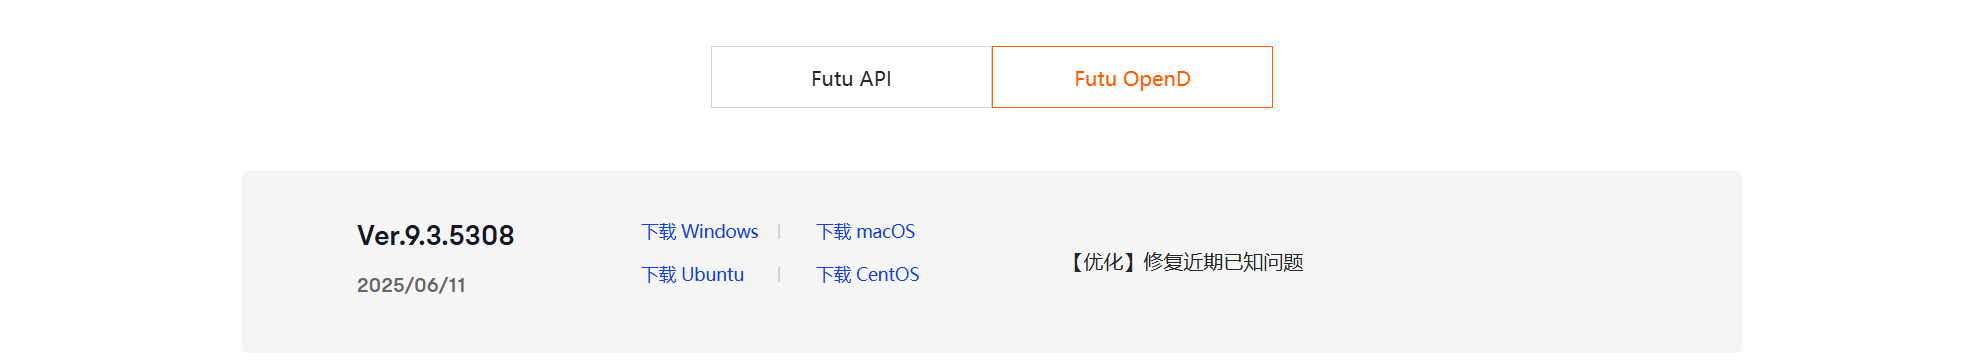 Futu API
Futu OpenD
Ver.9.3.5308
2025/06/11
下载 Windows
下载 macOS
下载 Ubuntu
下载 CentOS
【优化】修复近期已知问题